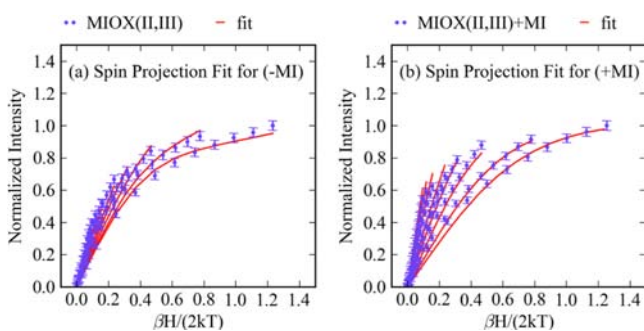 MIOX(II,III) fit
MIOX(II,III)+MI fit
(a) Spin Projection Fit for (-MI)
(b) Spin Projection Fit for (+MI)
Normalized Intensity
1.4
1.2
1.0
0.8
0.6
0.4
0.2
0.0
0.0 0.2 0.4 0.6 0.8 1.0 1.2 1.4
βH/(2kT)
Normalized Intensity
1.4
1.2
1.0
0.8
0.6
0.4
0.2
0.0
0.0 0.2 0.4 0.6 0.8 1.0 1.2 1.4
βH/(2kT)